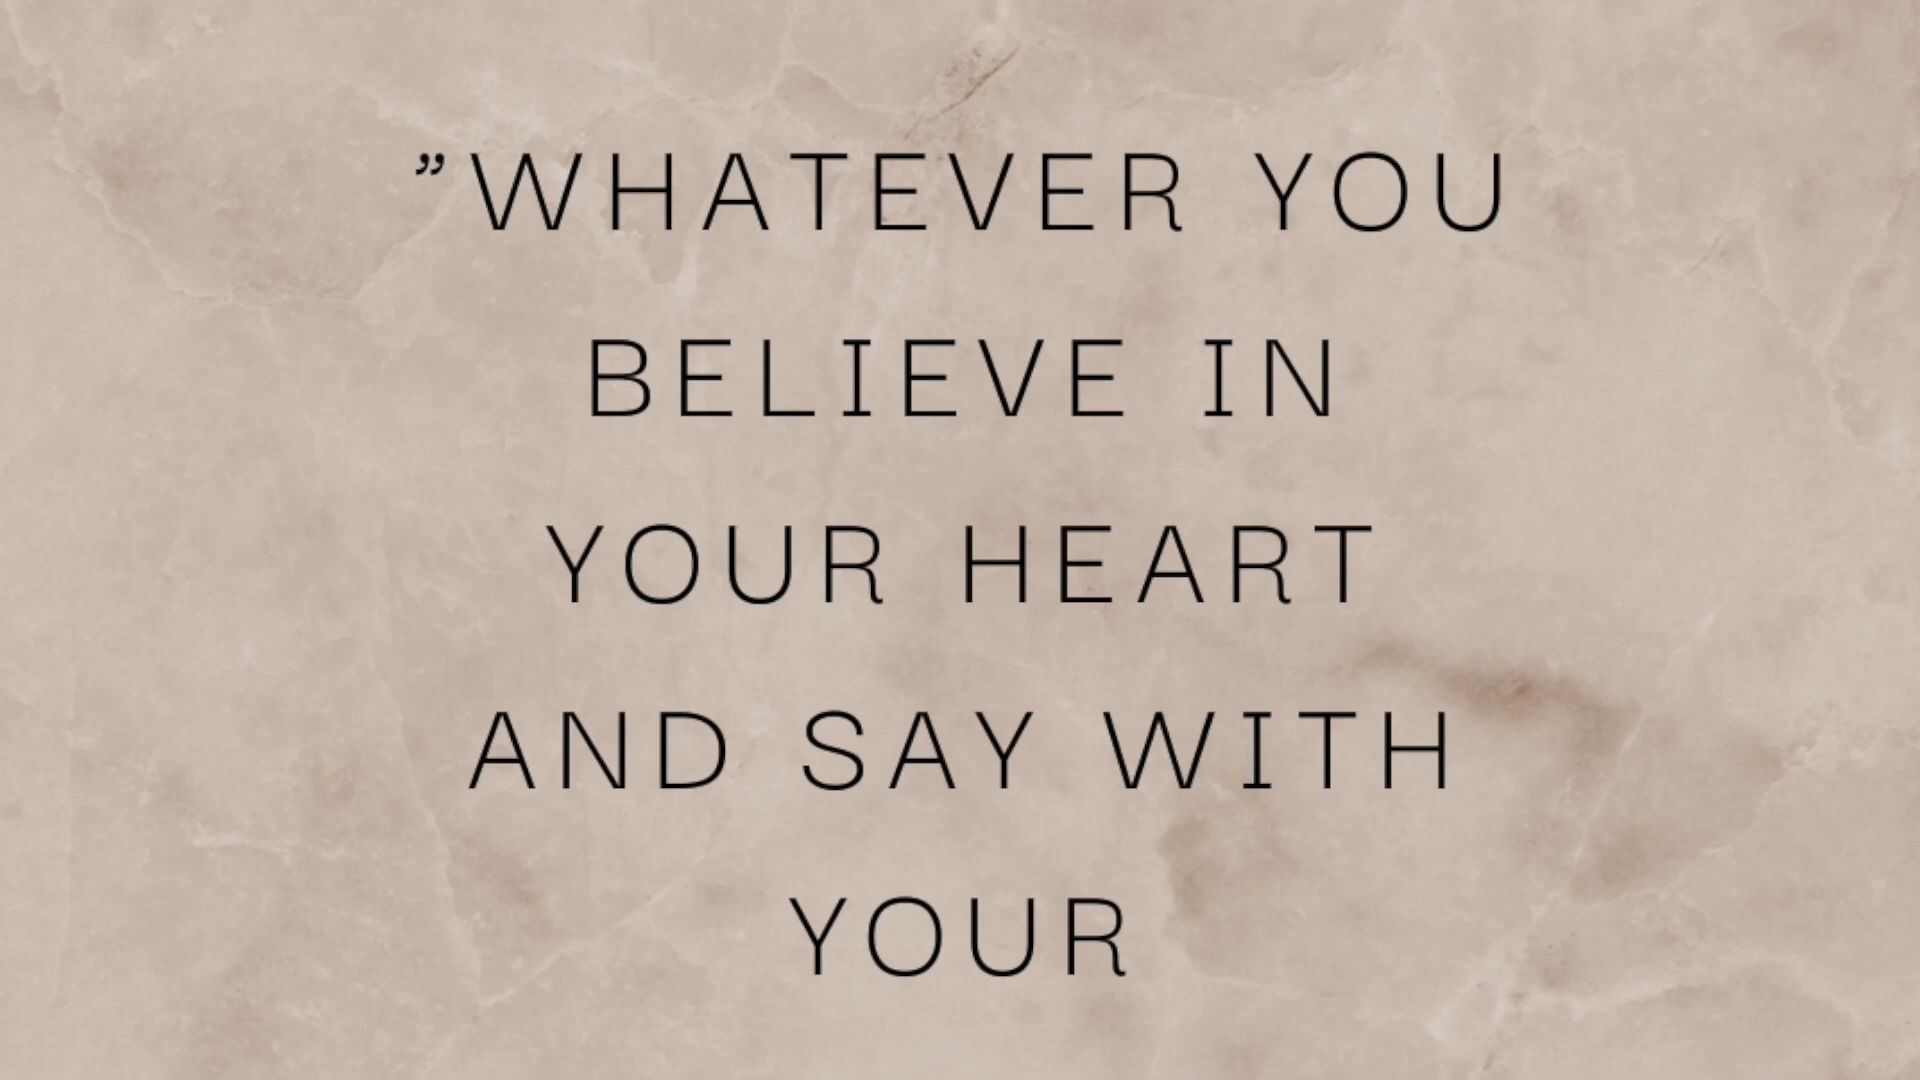 ”WHATEVER YOU
BELIEVE IN
YOUR HEART
AND SAY WITH
YOUR